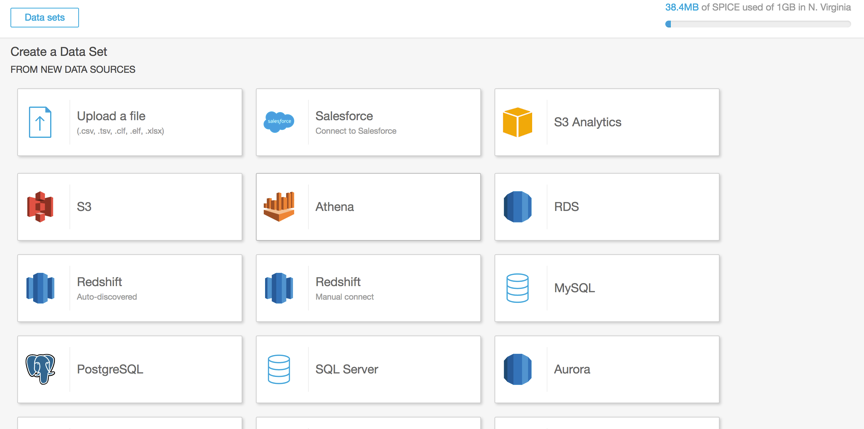 Data sets
38.4MB of SPICE used of 1GB in N. Virginia
Create a Data Set
FROM NEW DATA SOURCES
Upload a file
(.csv, .tsv, .clf, .elf, .xlsx)
salesforce
Salesforce
Connect to Salesforce
S3 Analytics
S3
Athena
RDS
Redshift
Auto-discovered
Redshift
Manual connect
MySQL
PostgreSQL
SQL Server
Aurora